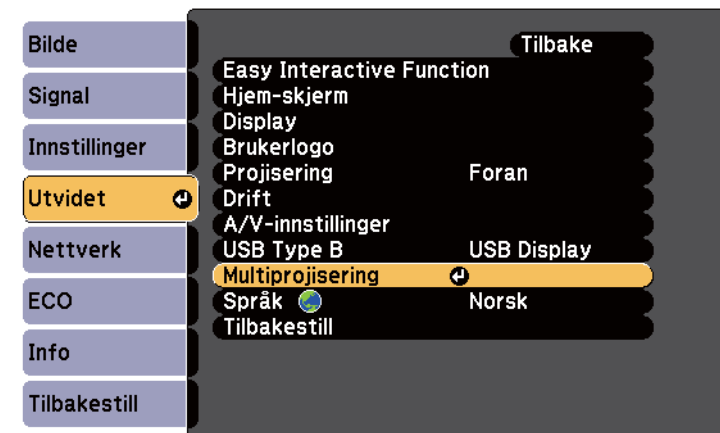 Bilde
Signal
Innstillinger
Utvidet
Nettverk
ECO
Info
Tilbakestill
Tilbake
Easy Interactive Function
Hjem-skjerm
Display
Brukerlogo
Projisering Foran
Drift
A/V-innstillinger
USB Type B USB Display
Multiprojisering
Språk Norsk
Tilbakestill